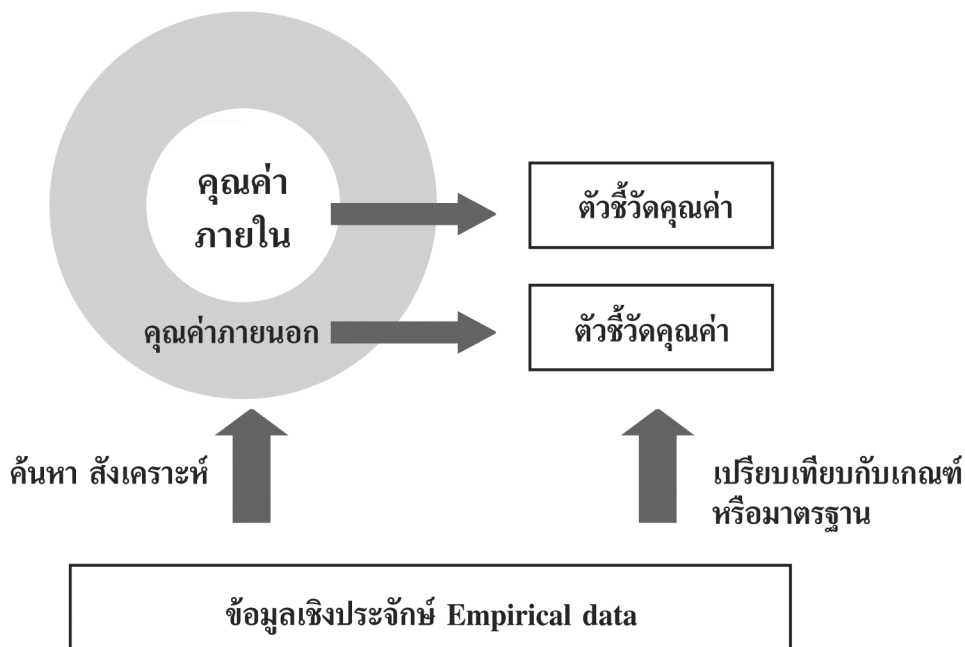 คุณค่า
ภายใน
ตัวชี้วัดคุณค่า
คุณค่าภายนอก
ตัวชี้วัดคุณค่า
ค้นหา สังเคราะห์
เปรียบเทียบกับเกณฑ์
หรือมาตรฐาน
ข้อมูลเชิงประจักษ์ Empirical data